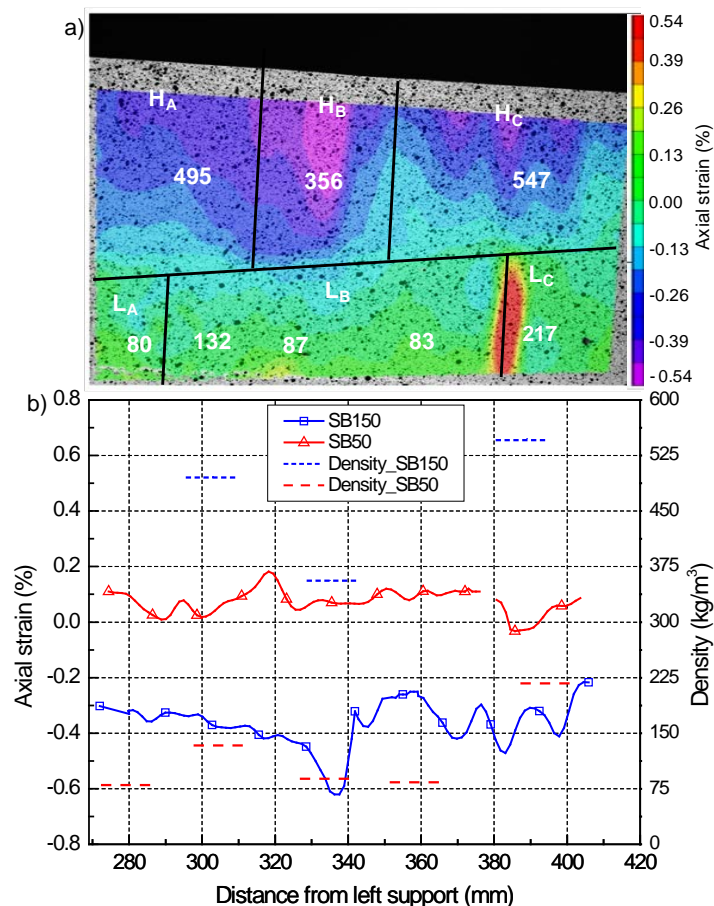 a)
H_A
H_B
H_C
495
356
547
L_A
L_B
L_C
80
132
87
83
217
0.54
0.39
0.26
0.13
0.00
-0.13
-0.26
-0.39
-0.54
Axial strain (%)
b)
0.8
0.6
0.4
0.2
0.0
-0.2
-0.4
-0.6
-0.8
Axial strain (%)
SB150
SB50
Density_SB150
Density_SB50
600
525
450
375
300
225
150
75
0
Density (kg/m³)
280 300 320 340 360 380 400 420
Distance from left support (mm)